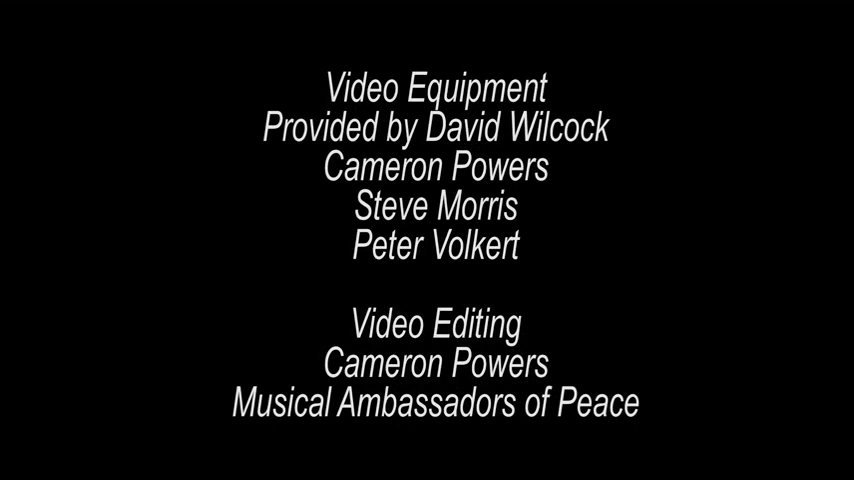 Video Equipment
Provided by David Wilcock
Cameron Powers
Steve Morris
Peter Volkert
Video Editing
Cameron Powers
Musical Ambassadors of Peace